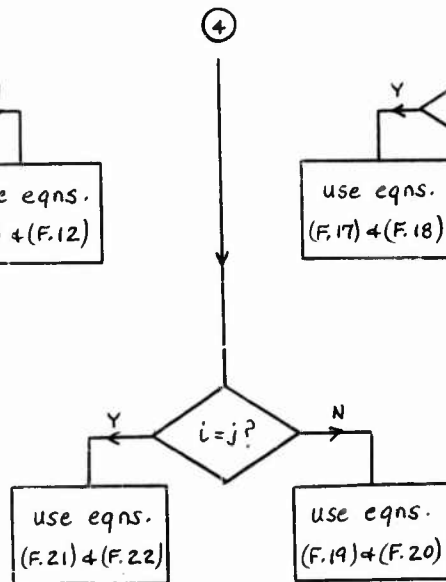 4
Y
eqns.
& (F.12)
use eqns.
(F.17) & (F.18)
Y
i=j?
N
use eqns.
(F.21) & (F.22)
use eqns.
(F.19) & (F.20)